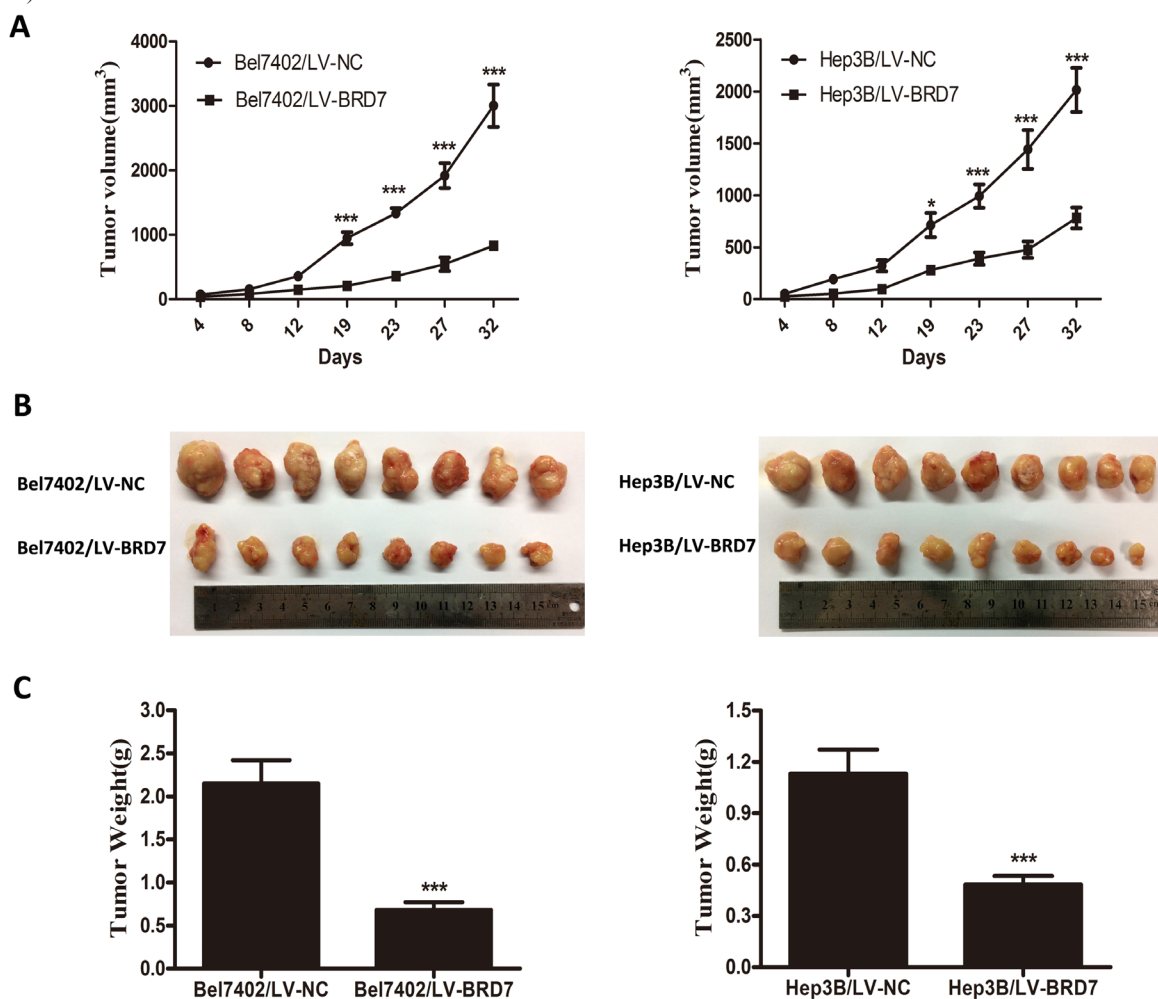 A
Tumor volume(mm3)
4000
3000
2000
1000
0
Bel7402/LV-NC
Bel7402/LV-BRD7
***
***
***
***
4 8 12 19 23 27 32
Days
Tumor volume(mm3)
2500
2000
1500
1000
500
0
Hep3B/LV-NC
Hep3B/LV-BRD7
*
***
***
***
4 8 12 19 23 27 32
Days
B
Bel7402/LV-NC
Bel7402/LV-BRD7
1 2 3 4 5 6 7 8 9 10 11 12 13 14 15 cm
Hep3B/LV-NC
Hep3B/LV-BRD7
1 2 3 4 5 6 7 8 9 10 11 12 13 14 15
C
Tumor Weight(g)
3.0
2.5
2.0
1.5
1.0
0.5
0.0
***
Bel7402/LV-NC Bel7402/LV-BRD7
Tumor Weight(g)
1.5
1.2
0.9
0.6
0.3
0.0
***
Hep3B/LV-NC Hep3B/LV-BRD7